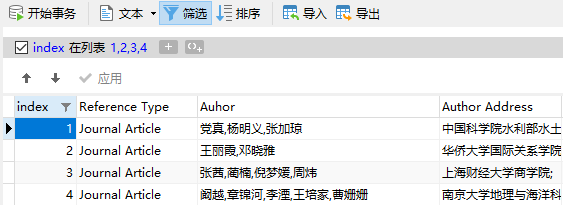 开始事务 文本 筛选 排序 导入 导出
index 在列表 1,2,3,4
应用
index Reference Type Auhor Author Address
1 Journal Article 党真,杨明义,张加琼 中国科学院水利部水土
2 Journal Article 王丽霞,邓晓雅 华侨大学国际关系学院
3 Journal Article 张茜,蔺楠,倪梦媛,周炜 上海财经大学商学院;
4 Journal Article 阚越,章锦河,李湮,王培家,曹姗姗 南京大学地理与海洋科